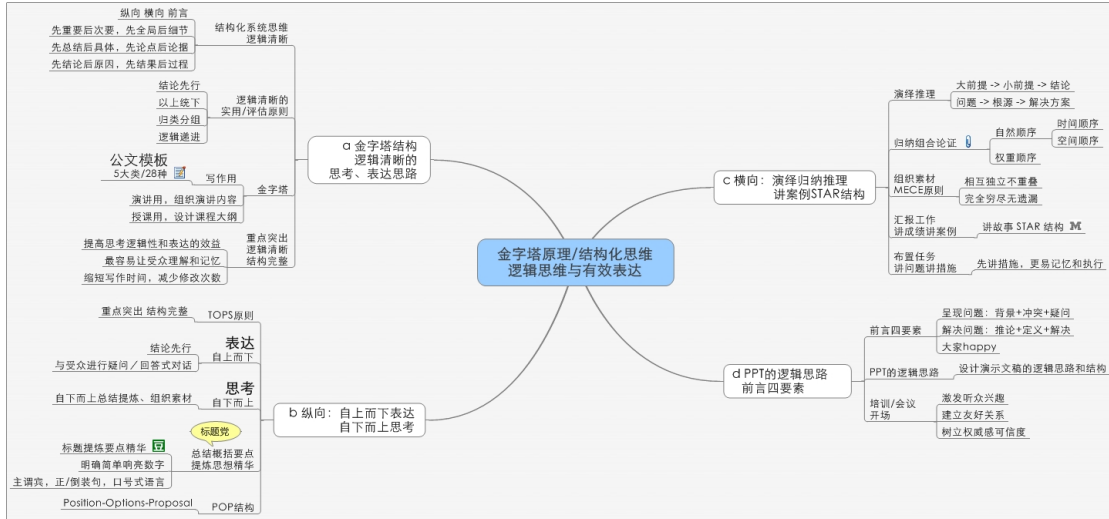 金字塔原理/结构化思维
逻辑思维与有效表达
a 金字塔结构
逻辑清晰的
思考、表达思路
结构化系统思维
逻辑清晰
纵向 横向 前言
先重要后次要，先全局后细节
先总结后具体，先论点后论据
先结论后原因，先结果后过程
逻辑清晰的
实用/评估原则
结论先行
以上统下
归类分组
逻辑递进
金字塔
写作用
公文模板
5大类/28种
演讲用，组织演讲内容
授课用，设计课程大纲
重点突出
逻辑清晰
结构完整
提高思考逻辑性和表达的效益
最容易让受众理解和记忆
缩短写作时间，减少修改次数
b 纵向：自上而下表达
自下而上思考
TOPS原则
重点突出 结构完整
表达
自上而下
结论先行
与受众进行疑问／回答式对话
思考
自下而上
自下而上总结提炼、组织素材
标题党
总结概括要点
提炼思想精华
标题提炼要点精华 豆
明确简单响亮数字
主谓宾，正/倒装句，口号式语言
POP结构
Position-Options-Proposal
c 横向：演绎归纳推理
讲案例STAR结构
演绎推理
大前提 -> 小前提 -> 结论
问题 -> 根源 -> 解决方案
归纳组合论证
自然顺序
时间顺序
空间顺序
权重顺序
组织素材
MECE原则
相互独立不重叠
完全穷尽无遗漏
汇报工作
讲成绩讲案例
讲故事 STAR 结构 M
布置任务
讲问题讲措施
先讲措施，更易记忆和执行
d PPT的逻辑思路
前言四要素
前言四要素
呈现问题：背景+冲突+疑问
解决问题：推论+定义+解决
大家happy
PPT的逻辑思路
设计演示文稿的逻辑思路和结构
培训/会议
开场
激发听众兴趣
建立友好关系
树立权威感可信度